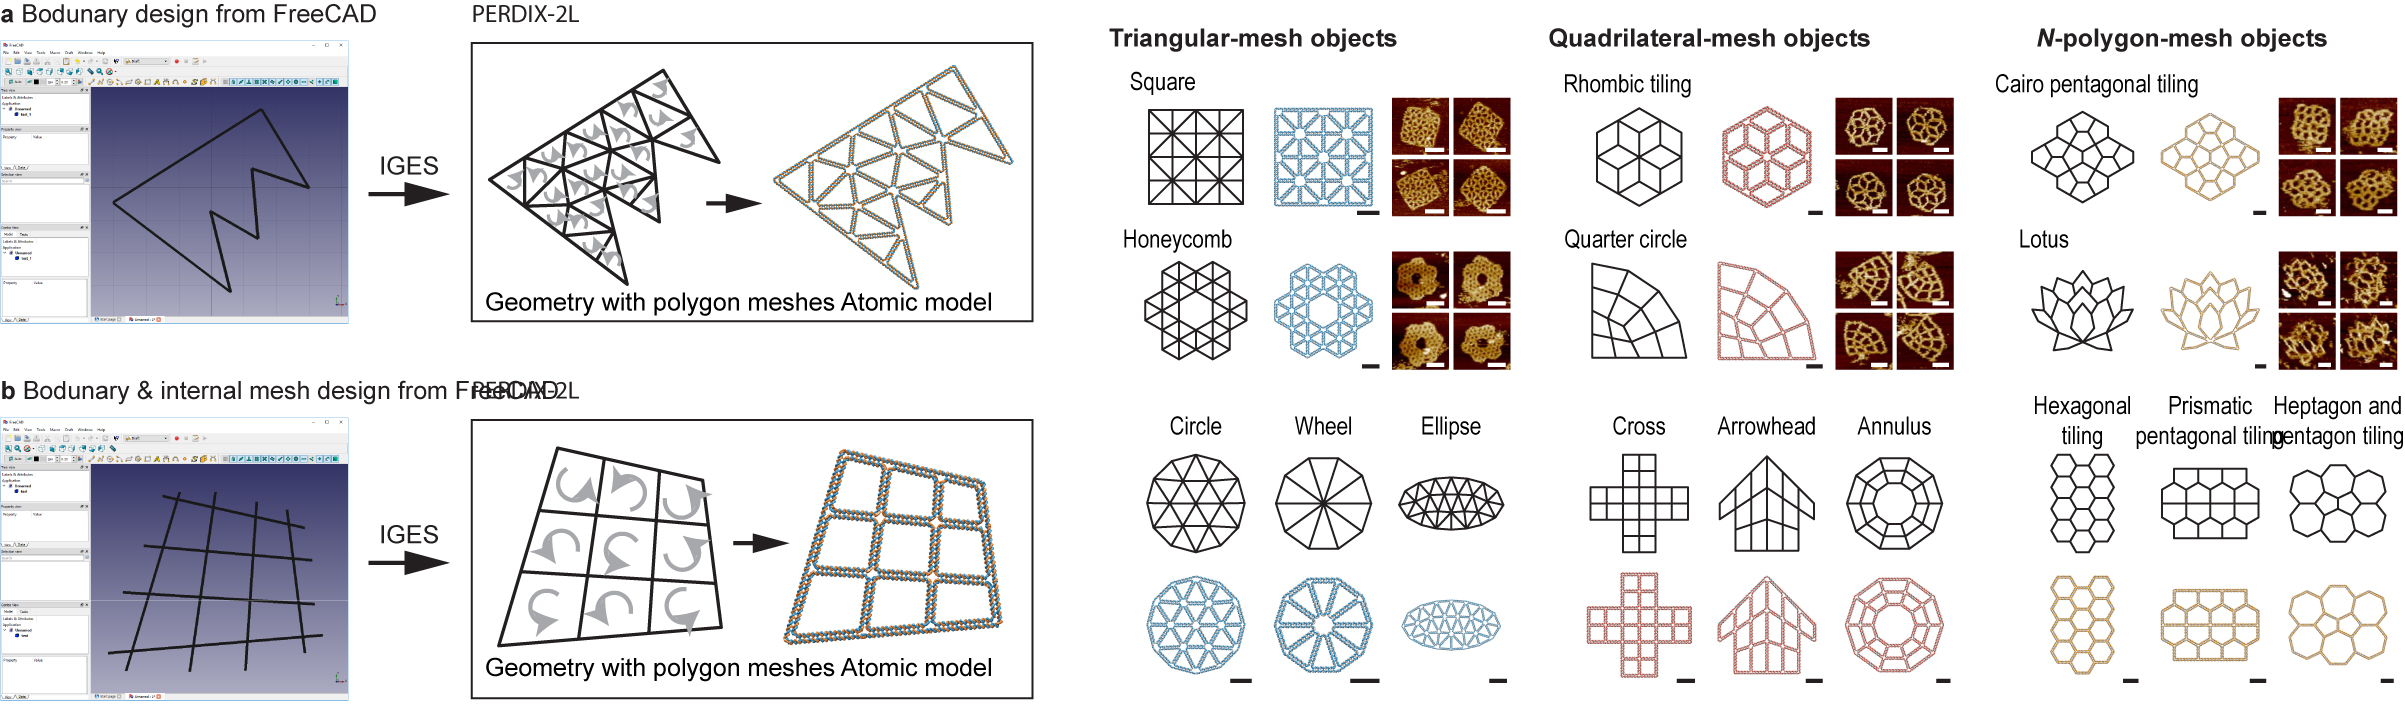 a Bodunary design from FreeCAD
PERDIX-2L
IGES
Geometry with polygon meshes Atomic model
b Bodunary & internal mesh design from FreeCAD
PERDIX-2L
IGES
Geometry with polygon meshes Atomic model
Triangular-mesh objects
Square
Honeycomb
Circle
Wheel
Ellipse
Quadrilateral-mesh objects
Rhombic tiling
Quarter circle
Cross
Arrowhead
Annulus
N-polygon-mesh objects
Cairo pentagonal tiling
Lotus
Hexagonal
tiling
Prismatic
pentagonal tiling
Heptagon and
pentagon tiling